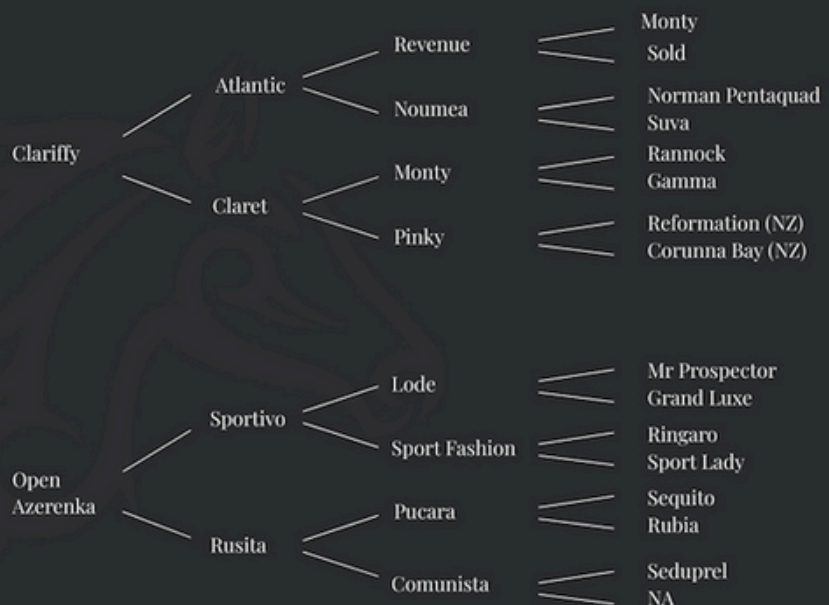 Monty
Revenue
Sold
Atlantic
Norman Pentaquad
Noumea
Suva
Clariffy
Rannock
Monty
Gamma
Claret
Reformation (NZ)
Pinky
Corunna Bay (NZ)
Mr Prospector
Lode
Grand Luxe
Sportivo
Ringaro
Sport Fashion
Sport Lady
Open
Azerenka
Sequito
Pucara
Rubia
Rusita
Seduprel
Comunista
NA